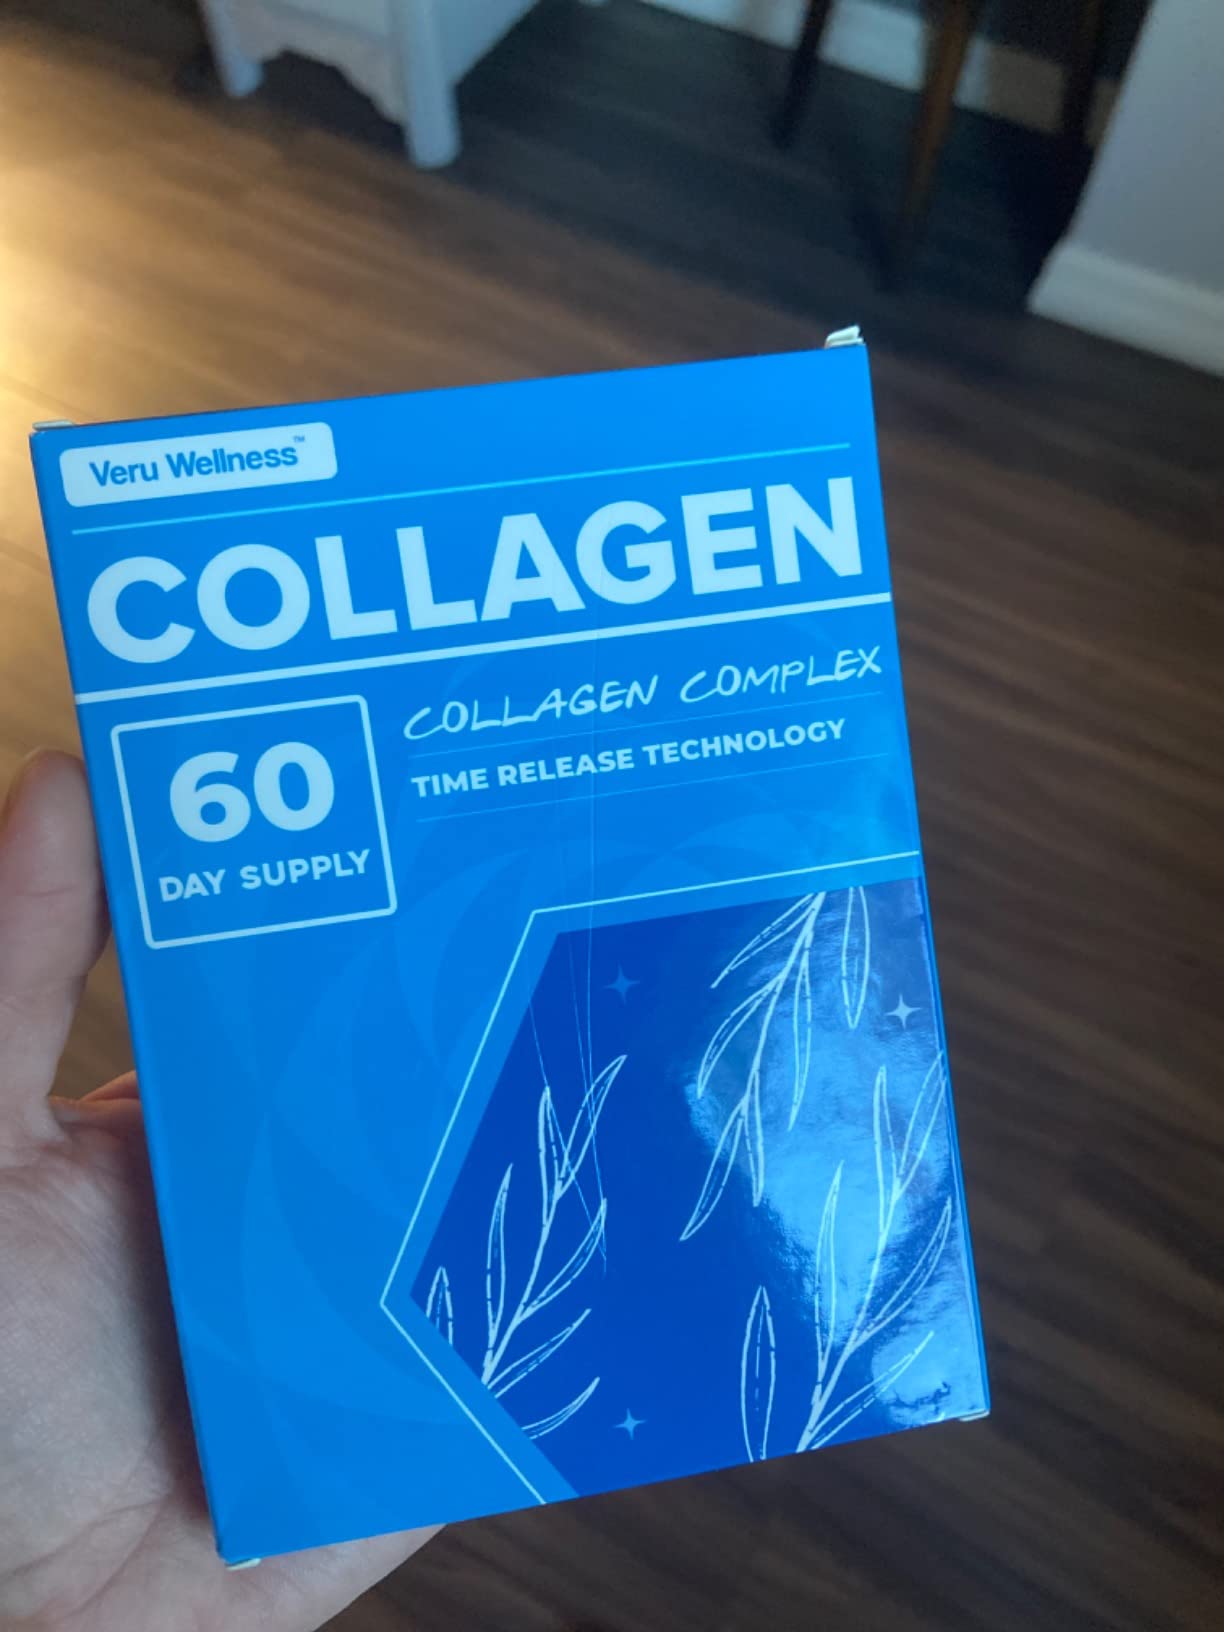 Veru Wellness™
COLLAGEN
COLLAGEN COMPLEX
TIME RELEASE TECHNOLOGY
60
DAY SUPPLY